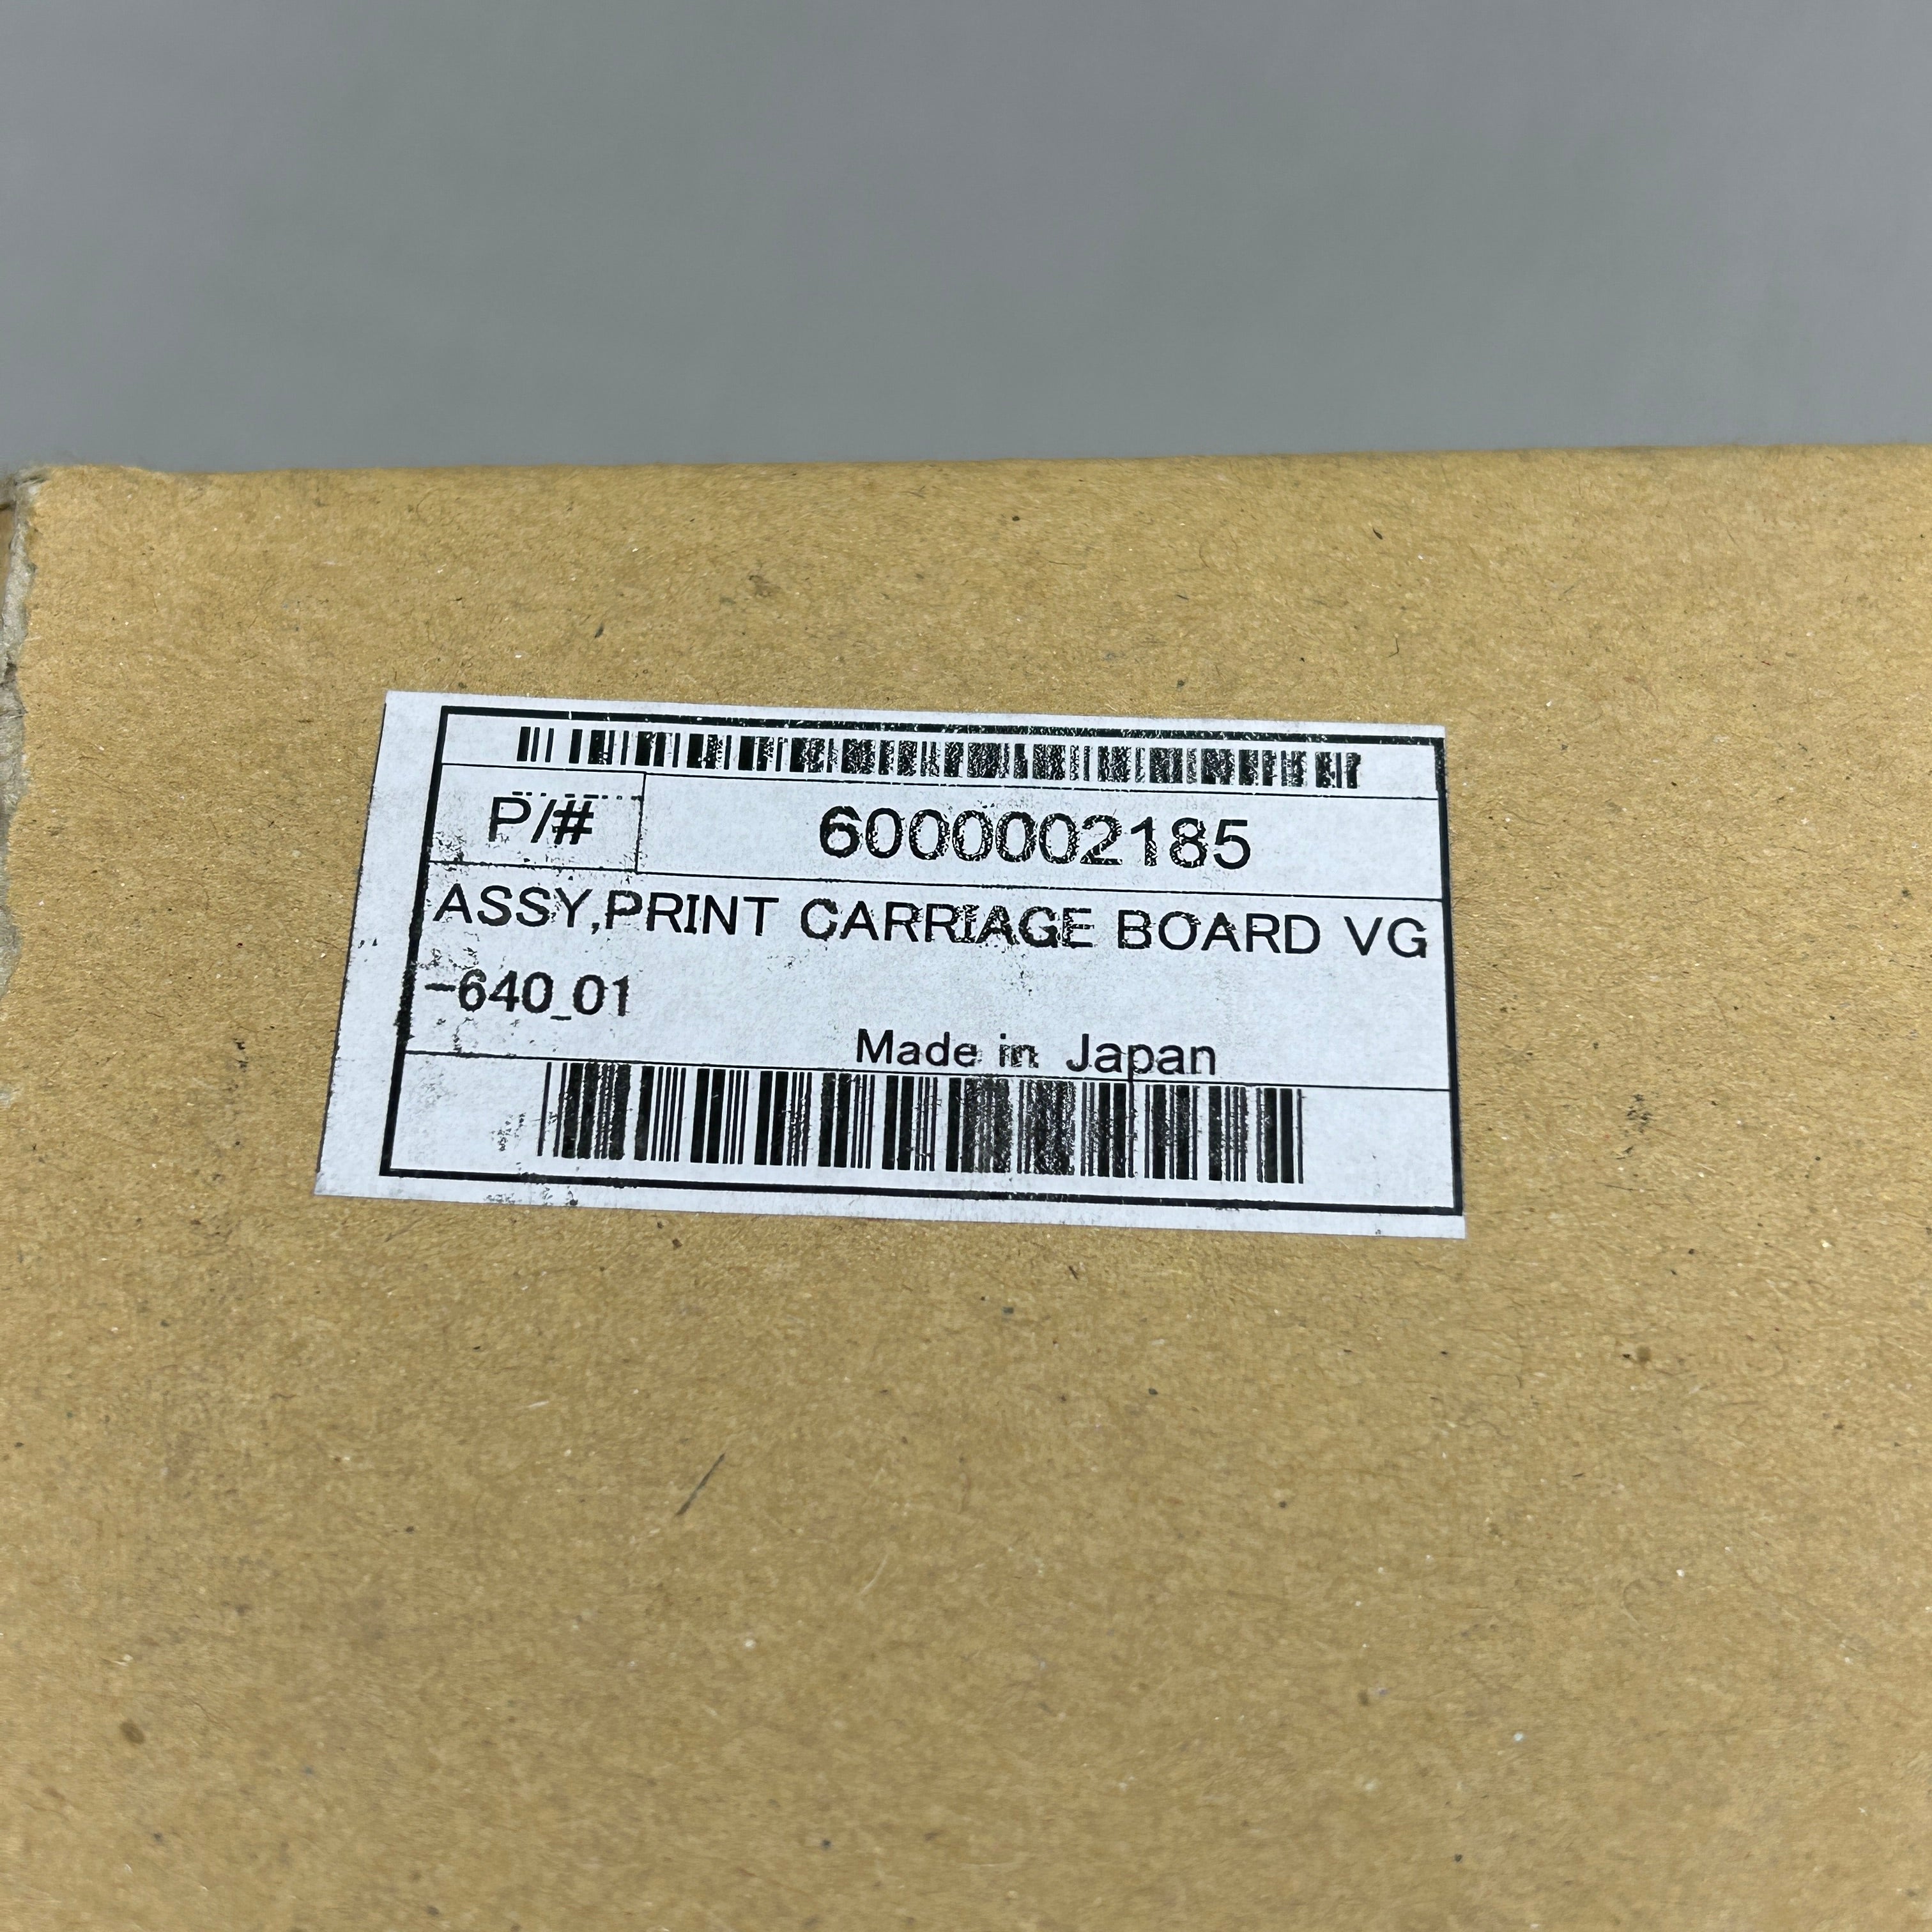 P/# 6000002185
ASSY,PRINT CARRIAGE BOARD VG
-640_01
Made in Japan